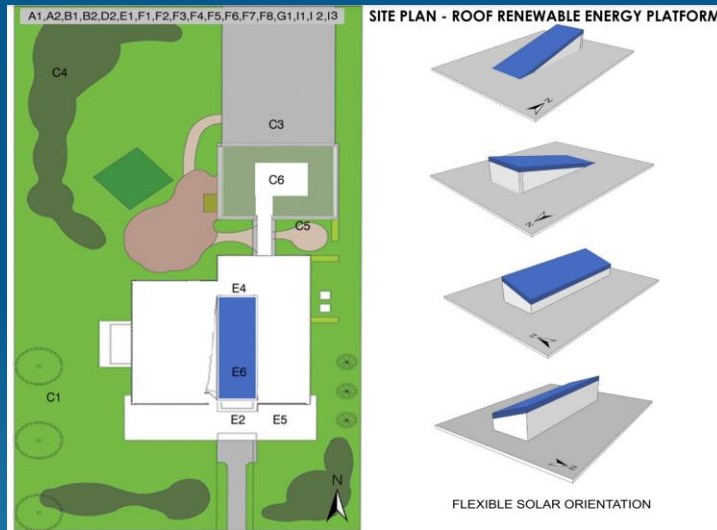 A1,A2,B1,B2,D2,E1,F1,F2,F3,F4,F5,F6,F7,F8,G1,I1,I 2,I3
SITE PLAN - ROOF RENEWABLE ENERGY PLATFORM
C4
C3
C6
C5
E4
E6
C1
E2 E5
N
Z
Z
Z
Z
FLEXIBLE SOLAR ORIENTATION